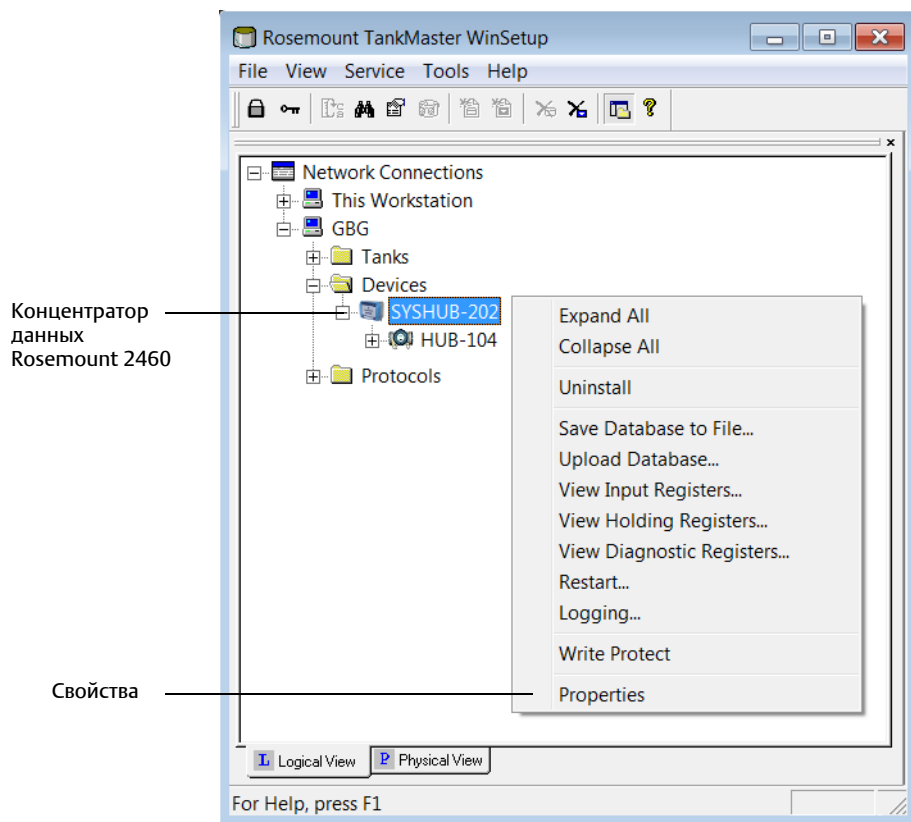 Rosemount TankMaster WinSetup
File View Service Tools Help
Network Connections
This Workstation
GBG
Tanks
Devices
SYSHUB-202
HUB-104
Protocols
Концентратор
данных
Rosemount 2460
Expand All
Collapse All
Uninstall
Save Database to File...
Upload Database...
View Input Registers...
View Holding Registers...
View Diagnostic Registers...
Restart...
Logging...
Write Protect
Свойства
Properties
L Logical View P Physical View
For Help, press F1